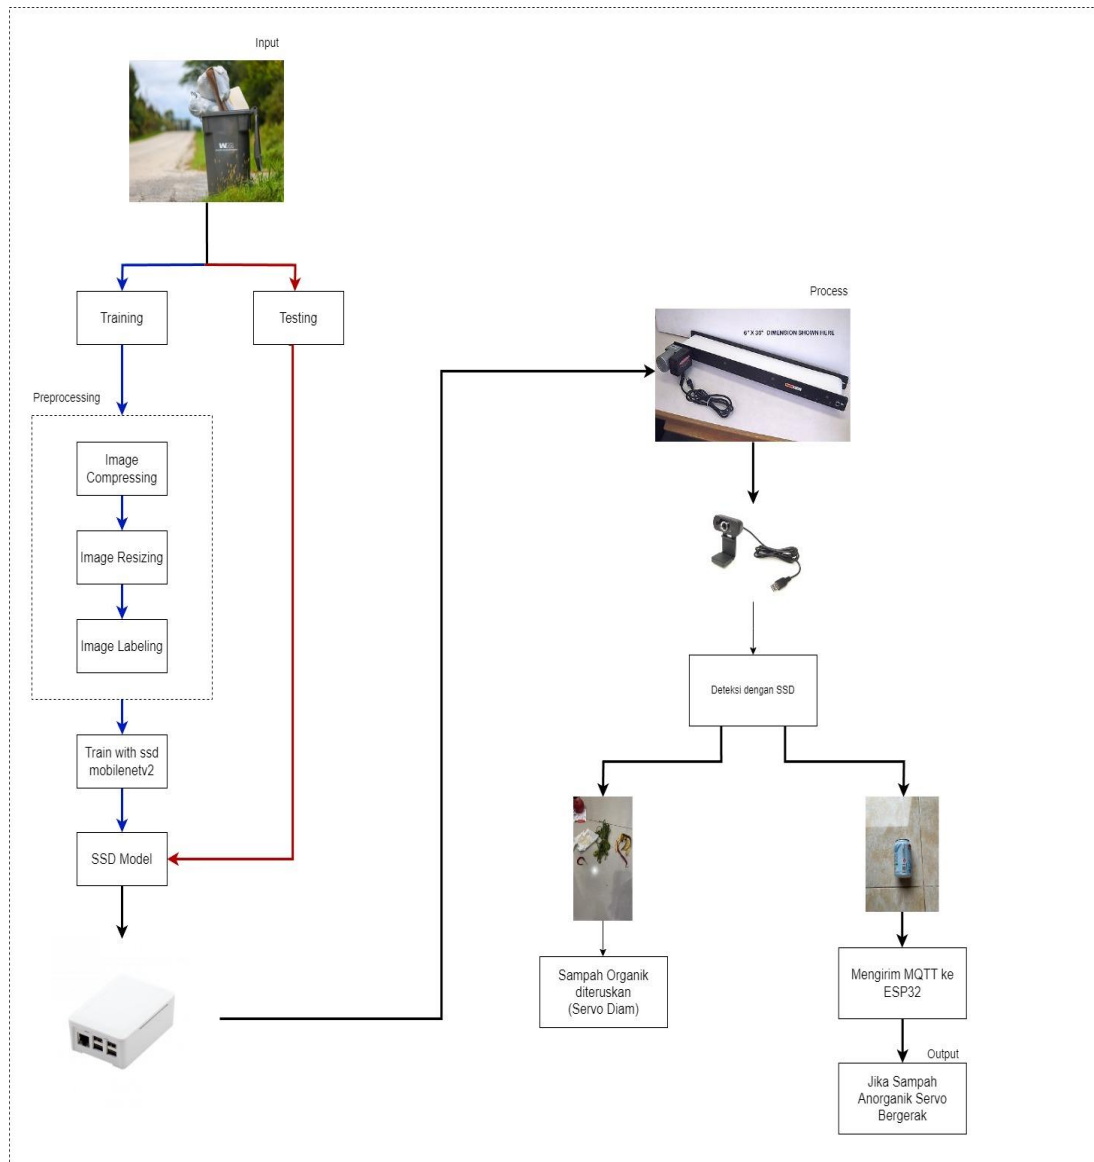 Input
Training
Testing
Preprocessing
Image
Compressing
Image Resizing
Image Labeling
Train with ssd
mobilenetv2
SSD Model
Process
6" X 36" DIMENSION SHOWN HERE
Deteksi dengan SSD
Sampah Organik
diteruskan
(Servo Diam)
Mengirim MQTT ke
ESP32
Output
Jika Sampah
Anorganik Servo
Bergerak